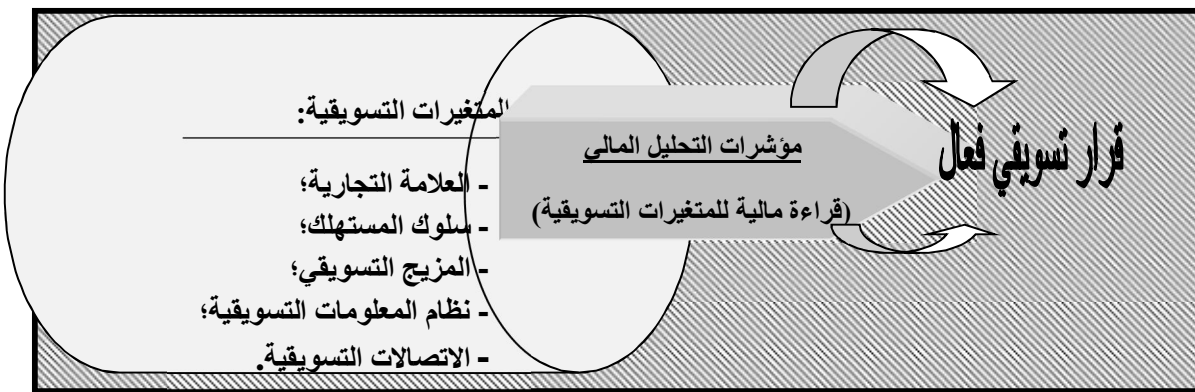 المتغيرات التسويقية:
- العلامة التجارية؛
- سلوك المستهلك؛
- المزيج التسويقي؛
- نظام المعلومات التسويقية؛
- الاتصالات التسويقية.
مؤشرات التحليل المالي
(قراءة مالية للمتغيرات التسويقية)
قرار تسويقي فعال